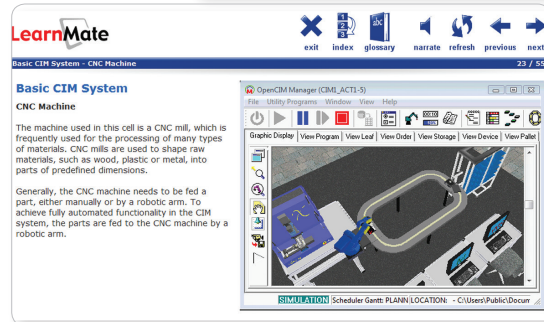 LearnMate
exit index glossary narrate refresh previous next
Basic CIM System - CNC Machine 23 / 55
Basic CIM System
CNC Machine
The machine used in this cell is a CNC mill, which is
frequently used for the processing of many types
of materials. CNC mills are used to shape raw
materials, such as wood, plastic or metal, into
parts of predefined dimensions.
Generally, the CNC machine needs to be fed a
part, either manually or by a robotic arm. To
achieve fully automated functionality in the CIM
system, the parts are fed to the CNC machine by a
robotic arm.
OpenCIM Manager (CIM1_ACT1-5)
File Utility Programs Window View Help
Graphic Display View Program View Leaf View Order View Storage View Device View Pallet
SIMULATION Scheduler Gantt: PLANN LOCATION: - C:\Users\Public\Docum